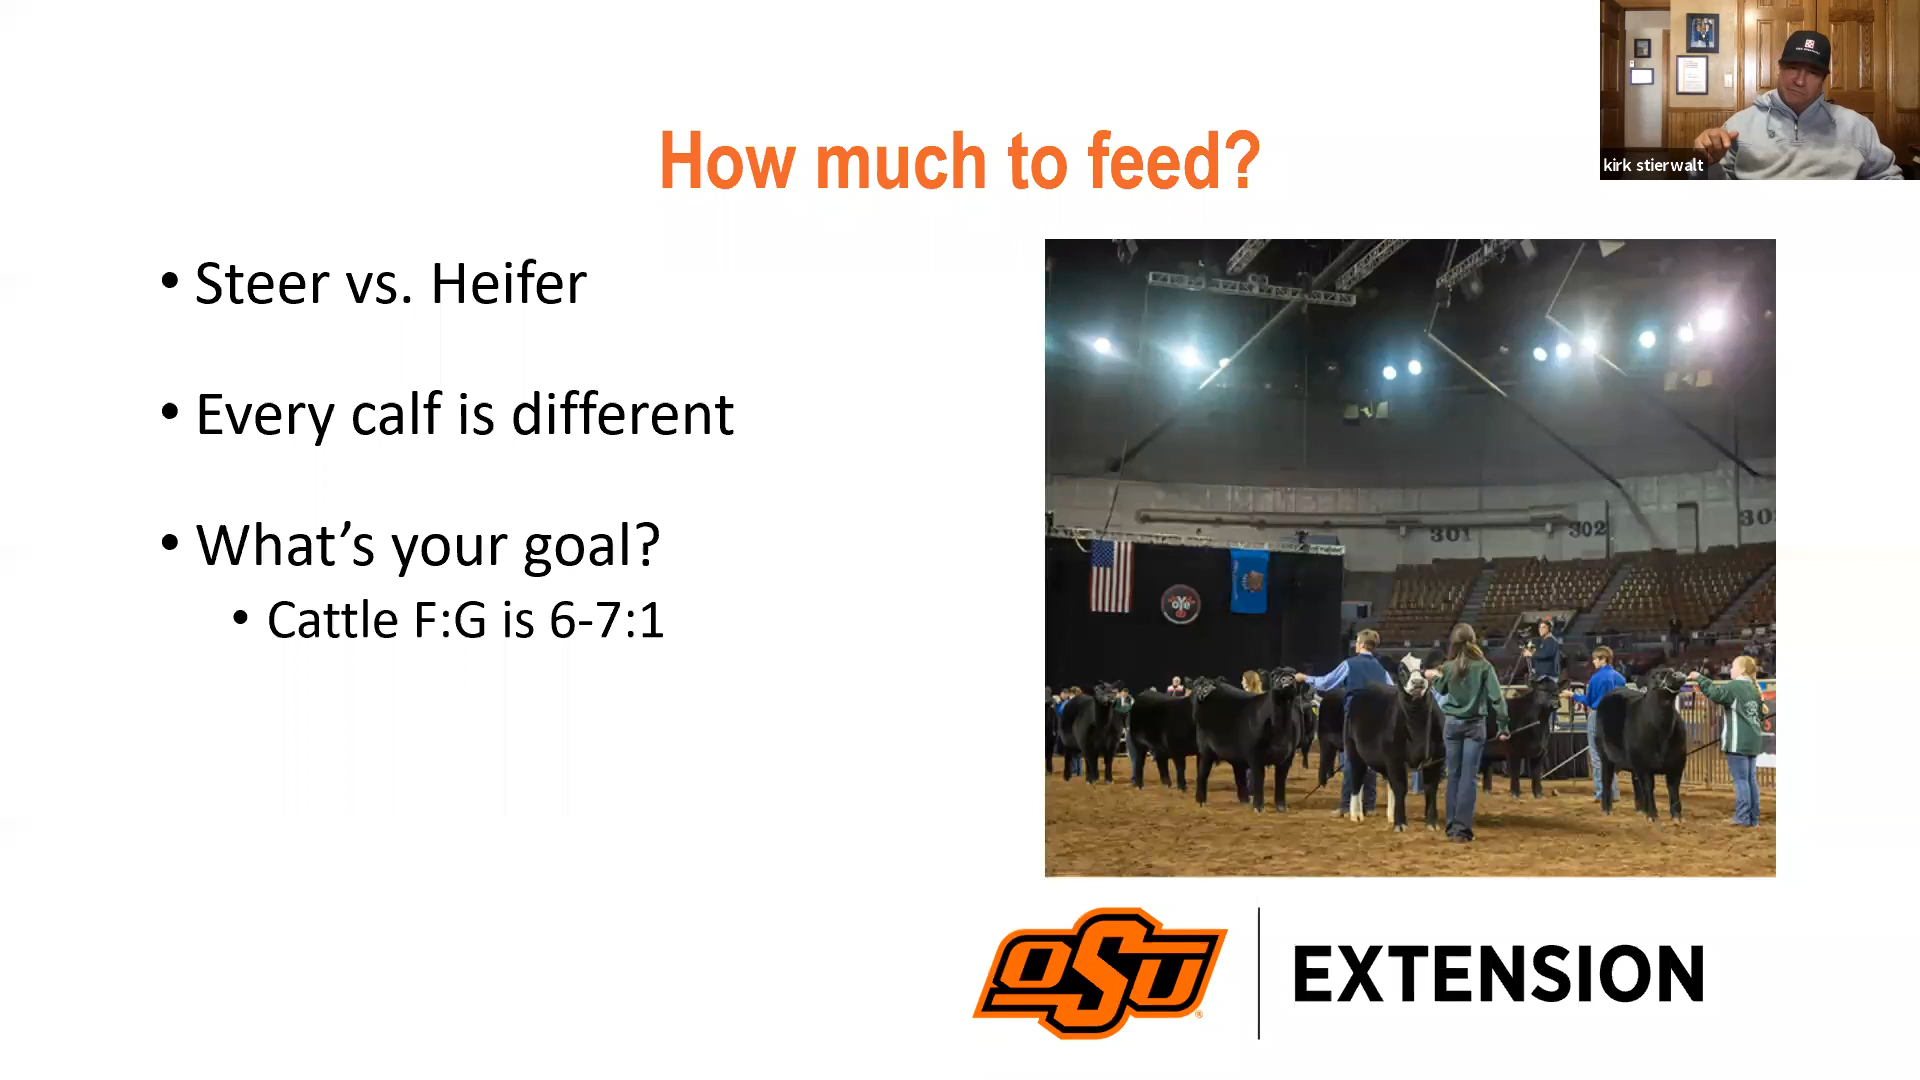 How much to feed?
kirk stierwalt
• Steer vs. Heifer
• Every calf is different
• What's your goal?
• Cattle F:G is 6-7:1
301
302
OYE
OSU
EXTENSION